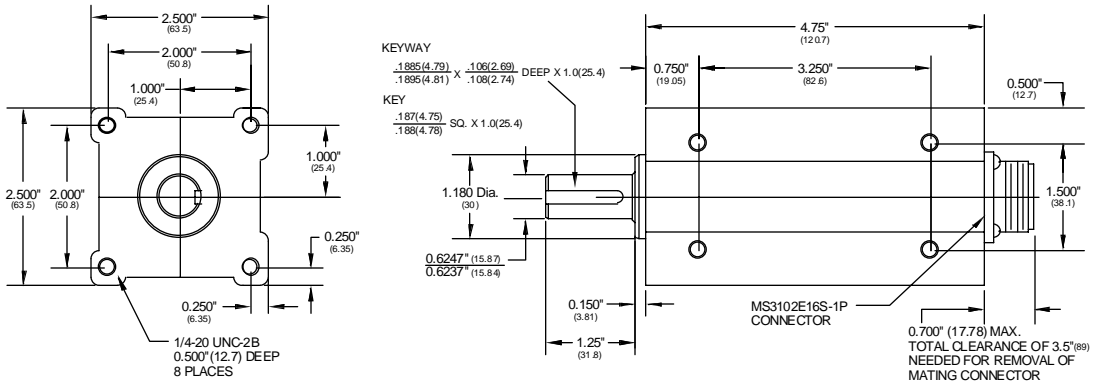 2.500"
(63.5)
2.000"
(50.8)
1.000"
(25.4)
2.500"
(63.5)
2.000"
(50.8)
1.000"
(25.4)
0.250"
(6.35)
0.250"
(6.35)
1/4-20 UNC-2B
0.500"(12.7) DEEP
8 PLACES
KEYWAY
.1885(4.79) X .106(2.69) DEEP X 1.0(25.4)
.1895(4.81) .108(2.74)
KEY
.187(4.75) SQ. X 1.0(25.4)
.188(4.78)
4.75"
(120.7)
0.750"
(19.05)
3.250"
(82.6)
0.500"
(12.7)
1.180 Dia.
(30)
1.500"
(38.1)
0.6247" (15.87)
0.6237" (15.84)
0.150"
(3.81)
1.25"
(31.8)
MS3102E16S-1P
CONNECTOR
0.700" (17.78) MAX.
TOTAL CLEARANCE OF 3.5"(89)
NEEDED FOR REMOVAL OF
MATING CONNECTOR